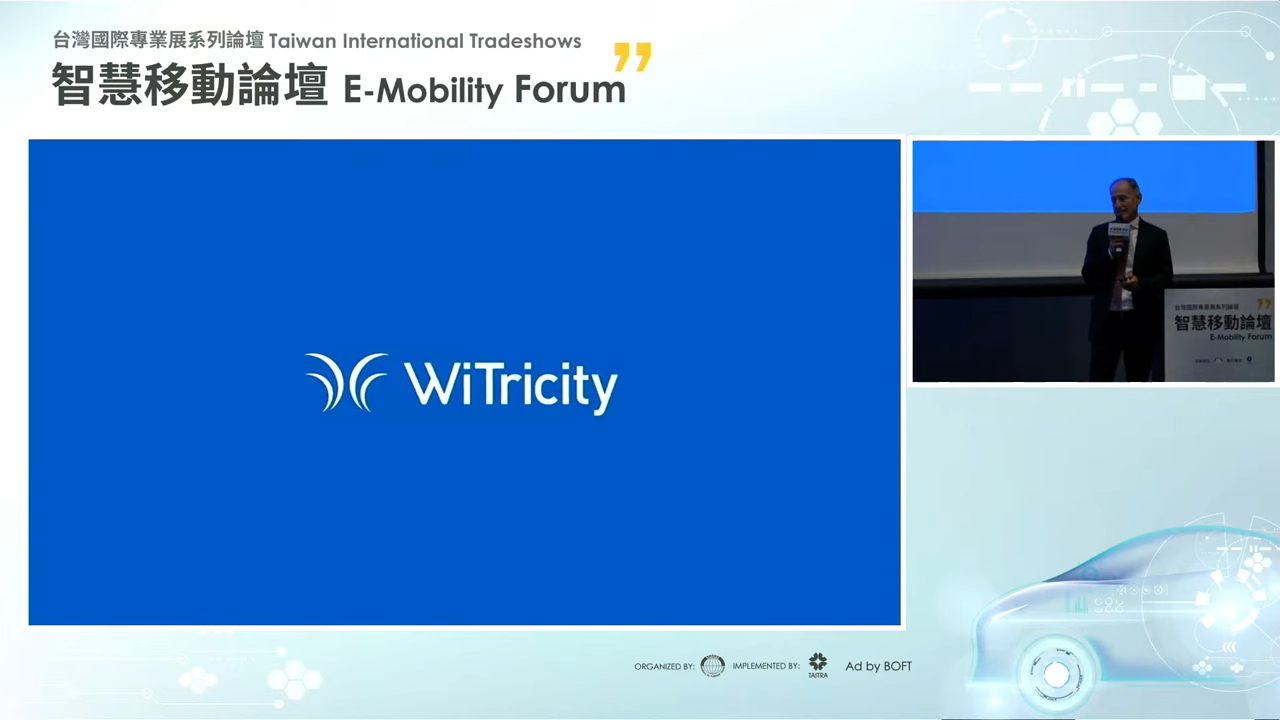 台灣國際專業展系列論壇 Taiwan International Tradeshows
智慧移動論壇 E-Mobility Forum
WiTricity
台灣國際專業展系列論壇
智慧移動論壇
E-Mobility Forum
ORGANIZED BY: IMPLEMENTED BY: TAITRA Ad by BOFT